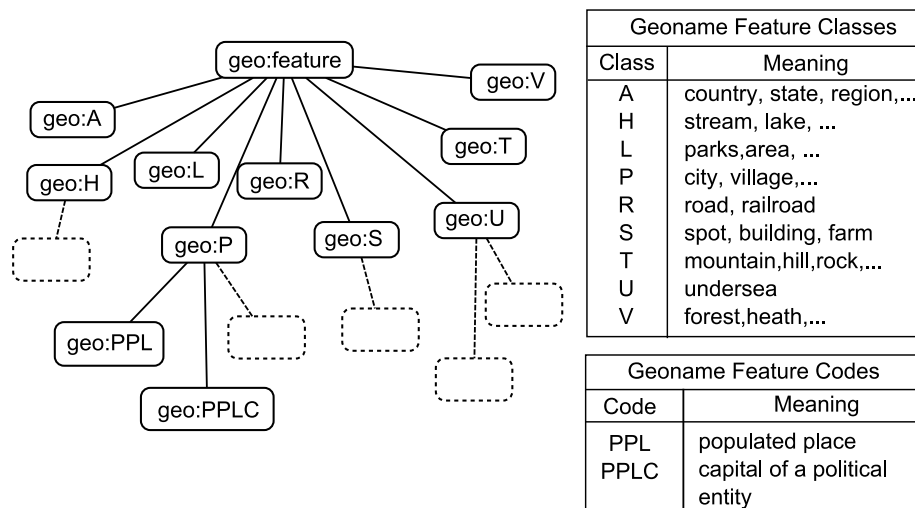 geo:feature
geo:V
geo:A
geo:T
geo:H
geo:L
geo:R
geo:P
geo:S
geo:U
geo:PPL
geo:PPLC
Geoname Feature Classes
Class Meaning
A country, state, region,...
H stream, lake, ...
L parks,area, ...
P city, village,...
R road, railroad
S spot, building, farm
T mountain,hill,rock,...
U undersea
V forest,heath,...
Geoname Feature Codes
Code Meaning
PPL populated place
PPLC capital of a political
entity